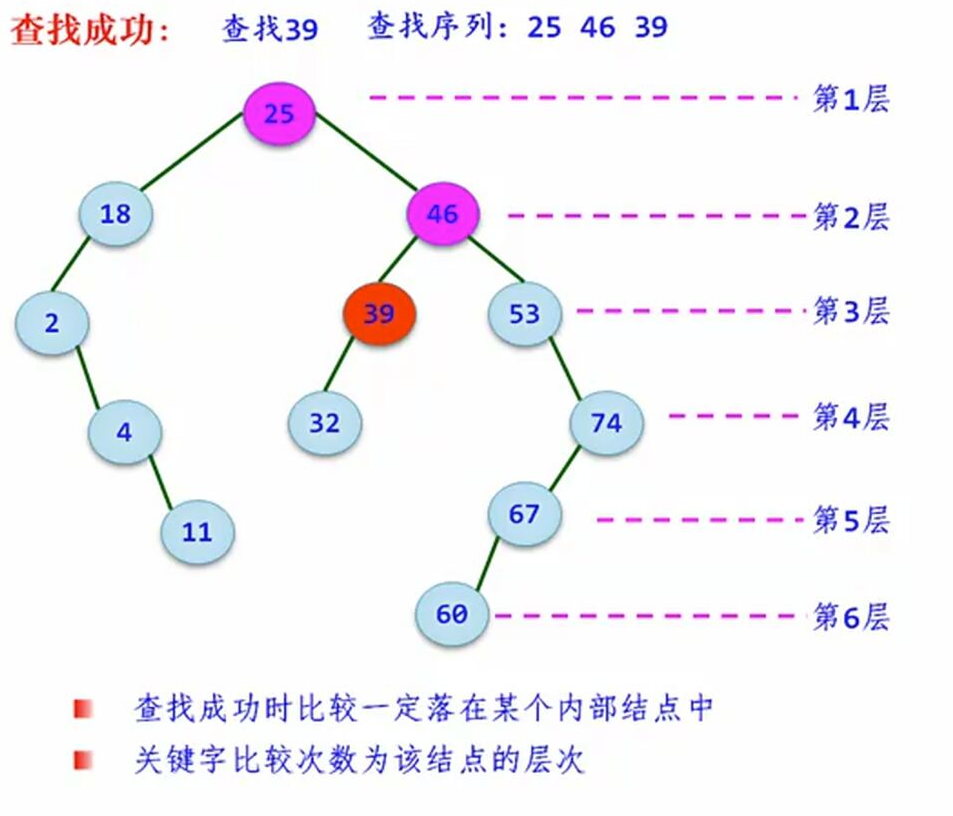 查找成功: 查找39 查找序列: 25 46 39
25 第1层
18 46 第2层
2 39 53 第3层
4 32 74 第4层
11 67 第5层
60 第6层
查找成功时比较一定落在某个内部结点中
关键字比较次数为该结点的层次